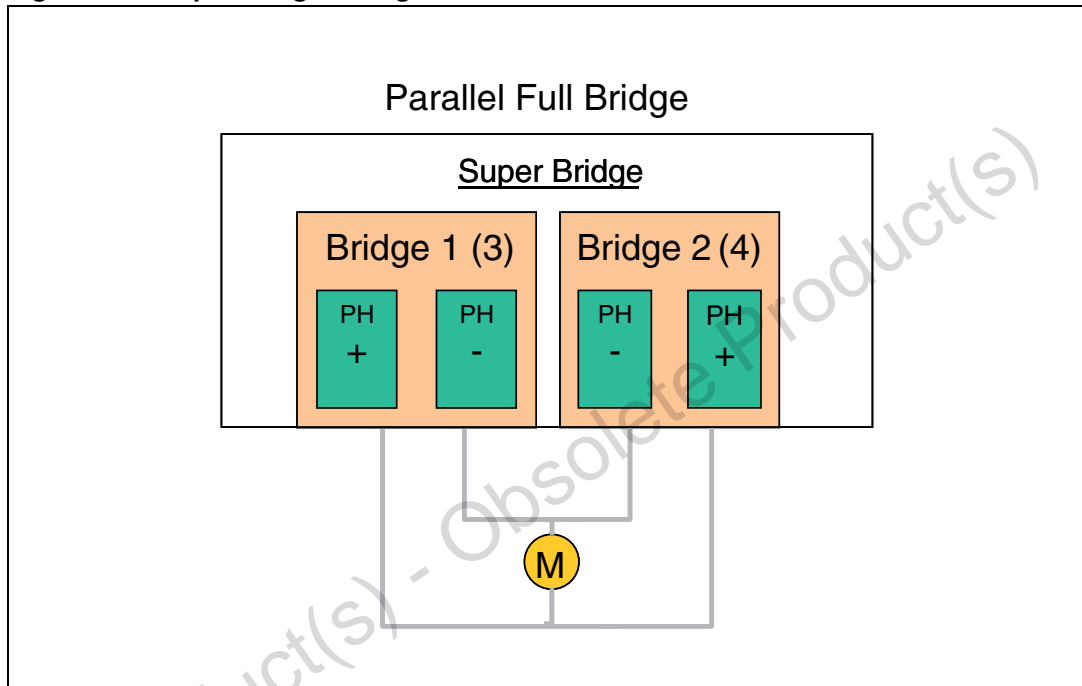 Parallel Full Bridge
Super Bridge
Bridge 1 (3)
Bridge 2 (4)
PH
+
PH
-
PH
-
PH
+
M
Obsolete Product(s)
uct(s) - Obsolete Product(s)